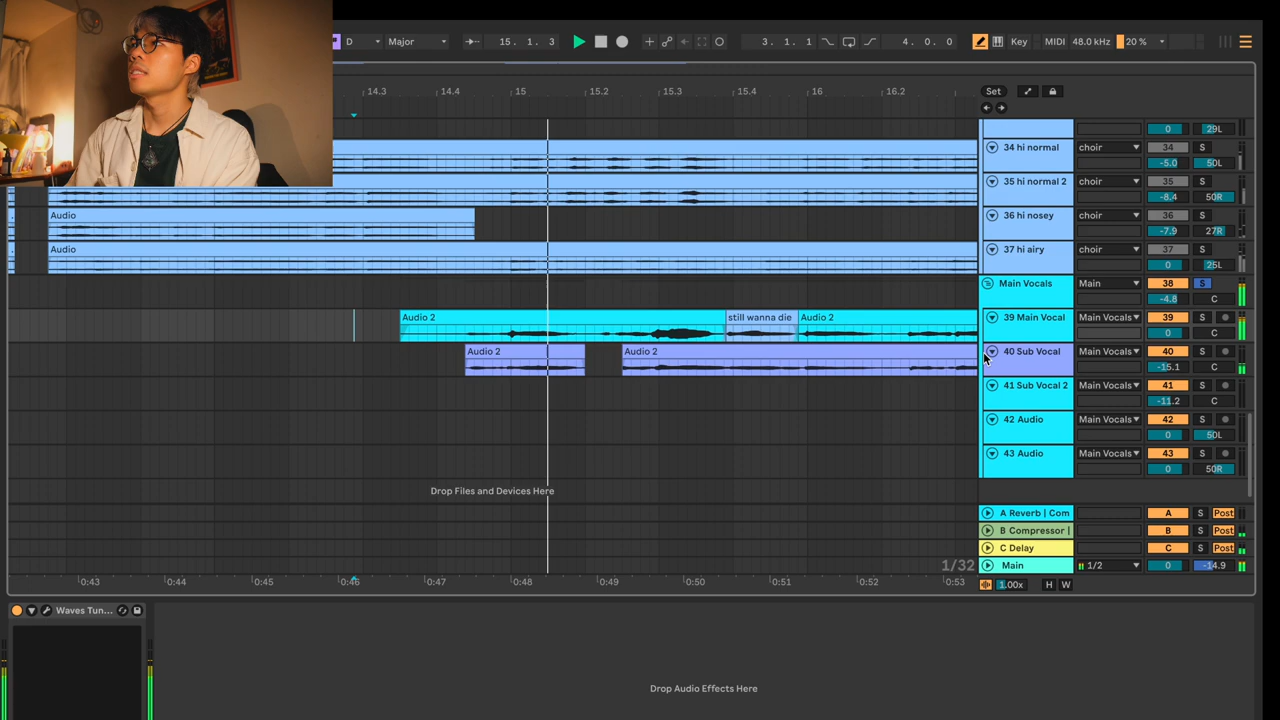 D Major 15. 1. 3 3. 1. 1 4. 0. 0 Key MIDI 48.0 kHz 20 %
14.3 14.4 15 15.2 15.3 15.4 16 16.2 Set
0 29L
34 hi normal choir 34 S
-5.0 50L
35 hi normal 2 choir 35 S
-8.4 50R
Audio 36 hi nosey choir 36 S
-7.9 27R
Audio 37 hi airy choir 37 S
0 25L
Main Vocals Main 38 S
-4.8 C
Audio 2 still wanna die Audio 2 39 Main Vocal Main Vocals 39 S
0 C
Audio 2 Audio 2 40 Sub Vocal Main Vocals 40 S
-15.1 C
41 Sub Vocal 2 Main Vocals 41 S
-11.2 C
42 Audio Main Vocals 42 S
0 50L
43 Audio Main Vocals 43 S
0 50R
Drop Files and Devices Here
A Reverb | Com A S Post
B Compressor | B S Post
C Delay C S Post
1/32 Main 1/2 0 -14.9
0:43 0:44 0:45 0:46 0:47 0:48 0:49 0:50 0:51 0:52 0:53 1.00x H W
Waves Tun...
Drop Audio Effects Here